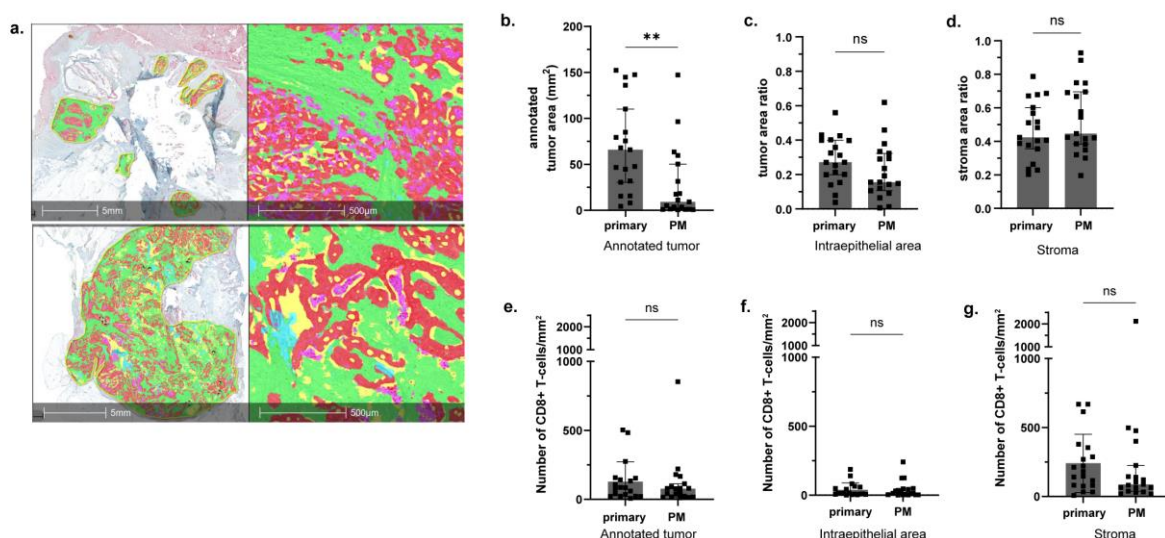 a.
5mm
500µm
5mm
500µm
b.
**
annotated
tumor area (mm²)
200
150
100
50
0
primary
PM
Annotated tumor
c.
ns
tumor area ratio
1.0
0.8
0.6
0.4
0.2
0.0
primary
PM
Intraepithelial area
d.
ns
stroma area ratio
1.0
0.8
0.6
0.4
0.2
0.0
primary
PM
Stroma
e.
ns
Number of CD8+ T-cells/mm²
2000
1000
500
0
primary
PM
Annotated tumor
f.
ns
Number of CD8+ T-cells/mm²
2000
1000
500
0
primary
PM
Intraepithelial area
g.
ns
Number of CD8+ T-cells/mm²
2000
1000
500
0
primary
PM
Stroma